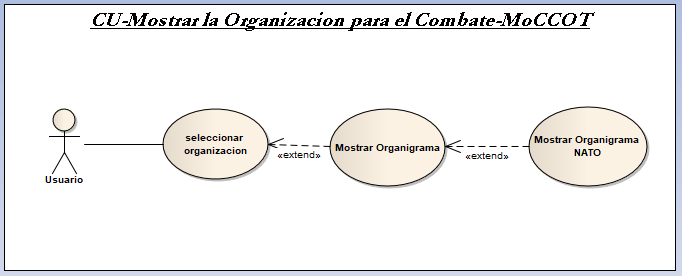 CU-Mostrar la Organizacion para el Combate-MoCCOT
Usuario
seleccionar
organizacion
«extend»
Mostrar Organigrama
«extend»
Mostrar Organigrama
NATO